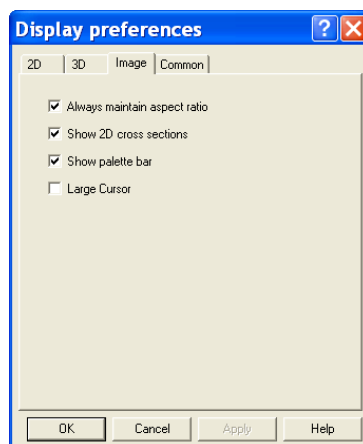 Display preferences
2D 3D Image Common
Always maintain aspect ratio
Show 2D cross sections
Show palette bar
Large Cursor
OK Cancel Apply Help